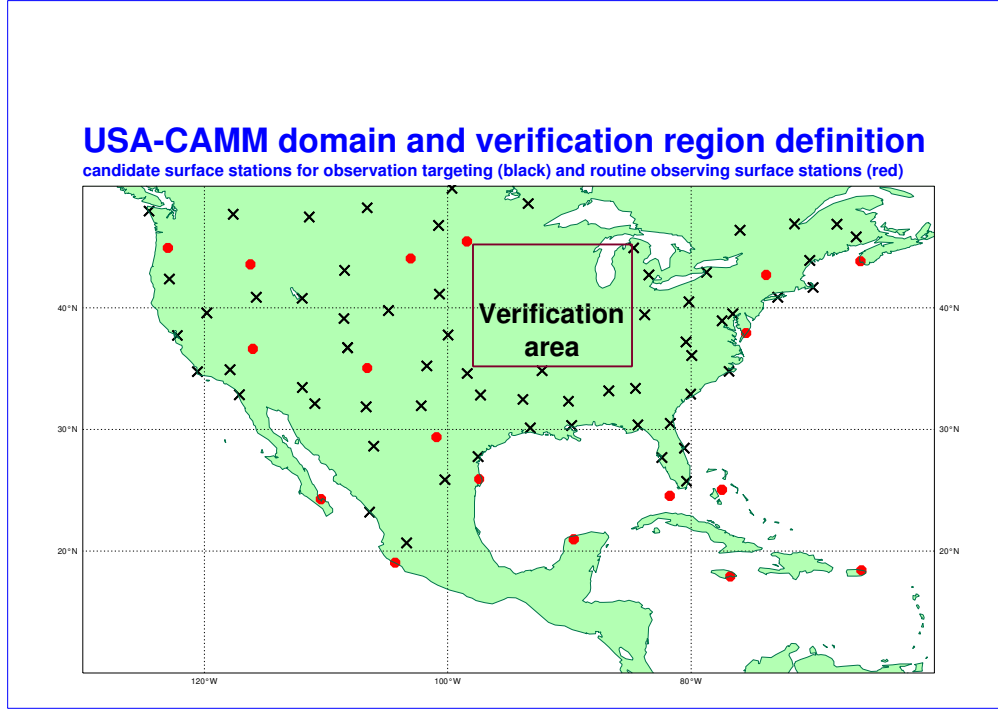 USA-CAMM domain and verification region definition
candidate surface stations for observation targeting (black) and routine observing surface stations (red)
40°N
40°N
Verification
area
30°N
30°N
20°N
20°N
120°W
100°W
80°W